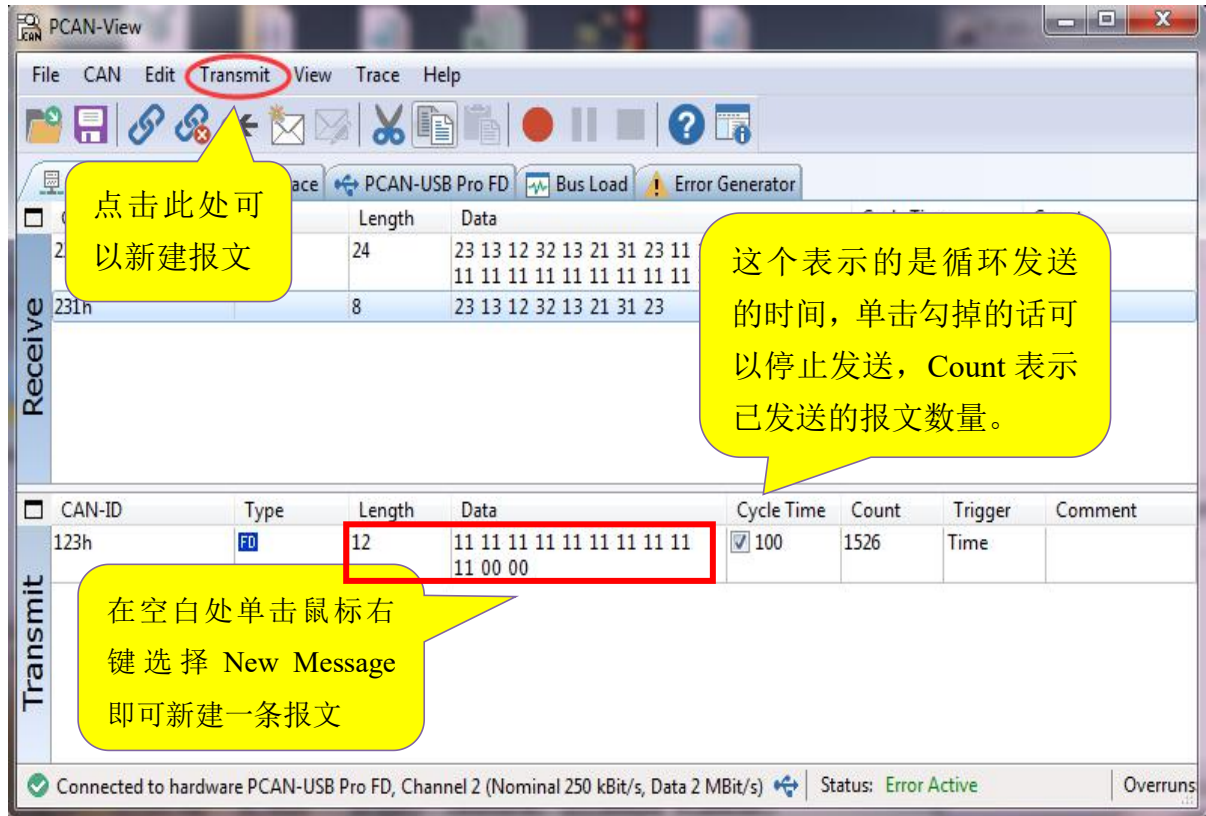 PCAN-View
File CAN Edit Transmit View Trace Help
PCAN-USB Pro FD Bus Load Error Generator
点击此处可
以新建报文
Length Data
24 23 13 12 32 13 21 31 23 11
11 11 11 11 11 11 11 11 11
231h 8 23 13 12 32 13 21 31 23
Receive
这个表示的是循环发送
的时间，单击勾掉的话可
以停止发送，Count 表示
已发送的报文数量。
CAN-ID Type Length Data Cycle Time Count Trigger Comment
123h FD 12 11 11 11 11 11 11 11 11 11 100 1526 Time
11 00 00
Transmit
在空白处单击鼠标右
键选择 New Message
即可新建一条报文
Connected to hardware PCAN-USB Pro FD, Channel 2 (Nominal 250 kBit/s, Data 2 MBit/s) Status: Error Active Overruns